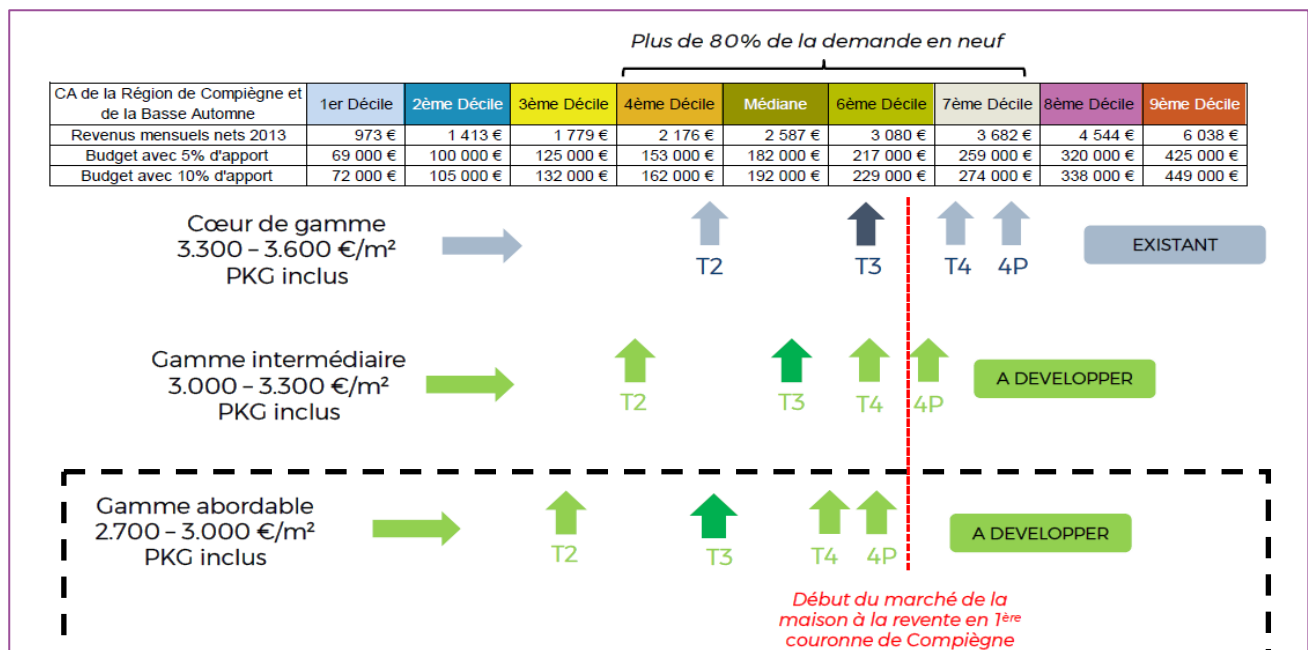 Plus de 80% de la demande en neuf
CA de la Région de Compiègne et de la Basse Automne 1er Décile 2ème Décile 3ème Décile 4ème Décile Médiane 6ème Décile 7ème Décile 8ème Décile 9ème Décile
Revenus mensuels nets 2013 973 € 1 413 € 1 779 € 2 176 € 2 587 € 3 080 € 3 682 € 4 544 € 6 038 €
Budget avec 5% d'apport 69 000 € 100 000 € 125 000 € 153 000 € 182 000 € 217 000 € 259 000 € 320 000 € 425 000 €
Budget avec 10% d'apport 72 000 € 105 000 € 132 000 € 162 000 € 192 000 € 229 000 € 274 000 € 338 000 € 449 000 €
Cœur de gamme
3.300 – 3.600 €/m²
PKG inclus
T2 T3 T4 4P
EXISTANT
Gamme intermédiaire
3.000 – 3.300 €/m²
PKG inclus
T2 T3 T4 4P
A DEVELOPPER
Gamme abordable
2.700 – 3.000 €/m²
PKG inclus
T2 T3 T4 4P
A DEVELOPPER
Début du marché de la
maison à la revente en 1ère
couronne de Compiègne